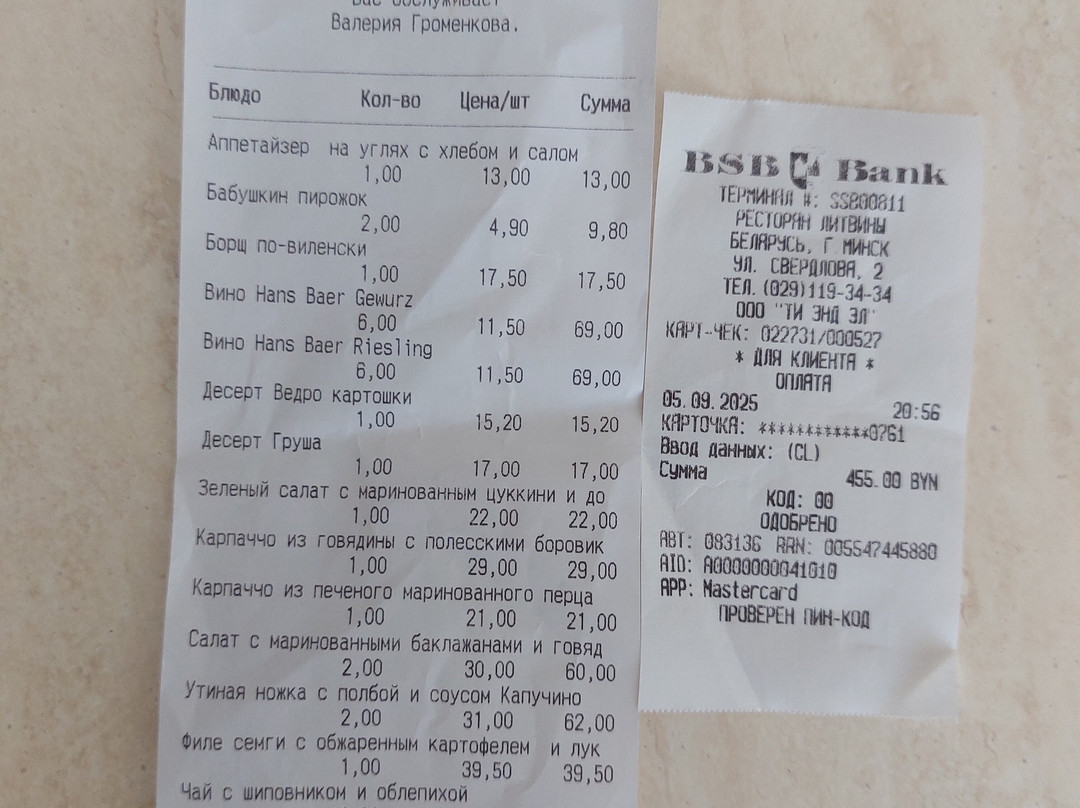 Вас обслуживает
Валерия Громенкова.
Блюдо Кол-во Цена/шт Сумма
Аппетайзер на углях с хлебом и салом
1,00 13,00 13,00
Бабушкин пирожок
2,00 4,90 9,80
Борщ по-виленски
1,00 17,50 17,50
Вино Hans Baer Gewurz
6,00 11,50 69,00
Вино Hans Baer Riesling
6,00 11,50 69,00
Десерт Ведро картошки
1,00 15,20 15,20
Десерт Груша
1,00 17,00 17,00
Зеленый салат с маринованным цуккини и до
1,00 22,00 22,00
Карпаччо из говядины с полесскими боровик
1,00 29,00 29,00
Карпаччо из печеного маринованного перца
1,00 21,00 21,00
Салат с маринованными баклажанами и говяд
2,00 30,00 60,00
Утиная ножка с полбой и соусом Капучино
2,00 31,00 62,00
Филе семги с обжаренным картофелем и лук
1,00 39,50 39,50
Чай с шиповником и облепихой
BSB Bank
ТЕРМИНАЛ #: SSB00811
РЕСТОРАН ЛИТВИНЫ
БЕЛАРУСЬ, Г МИНСК
УЛ. СВЕРДЛОВА, 2
ТЕЛ. (029)119-34-34
ООО "ТИ ЭНД ЭЛ"
КАРТ-ЧЕК: 022731/000527
* ДЛЯ КЛИЕНТА *
ОПЛАТА
05.09.2025 20:56
КАРТОЧКА: ************0761
Ввод данных: (CL)
Сумма 455.00 BYN
КОД: 00
ОДОБРЕНО
АВТ: 083136 RRN: 005547445880
AID: A0000000041010
APP: Mastercard
ПРОВЕРЕН ПИН-КОД